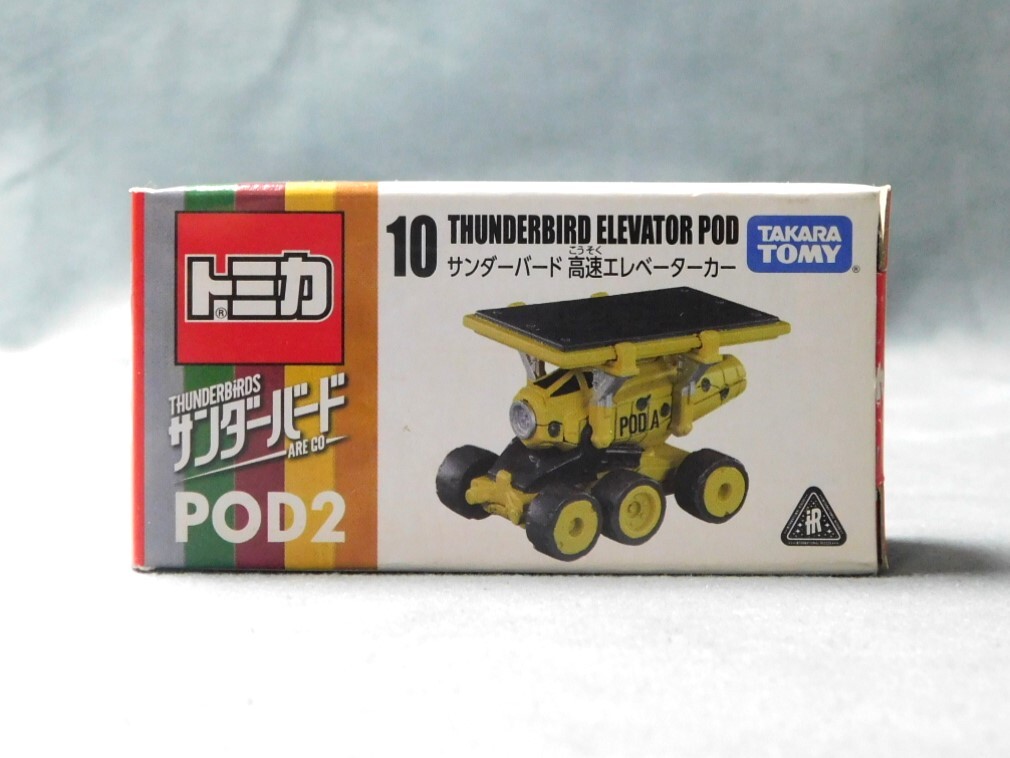 トミカ
®
THUNDERBiRDS
サンダーバード
ARE GO
POD2
10
THUNDERBIRD ELEVATOR POD
こうそく
サンダーバード 高速エレベーターカー
TAKARA
TOMY
®
POD A
iR